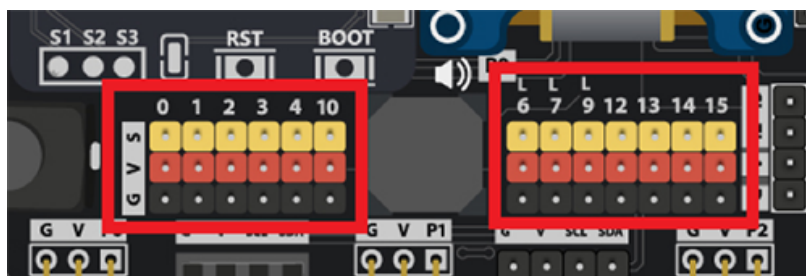 S1 S2 S3
RST
BOOT
L L L
0 1 2 3 4 10
6 7 9 12 13 14 15
S
V
G
G V
G V P1
G V SCL SDA
G V P2